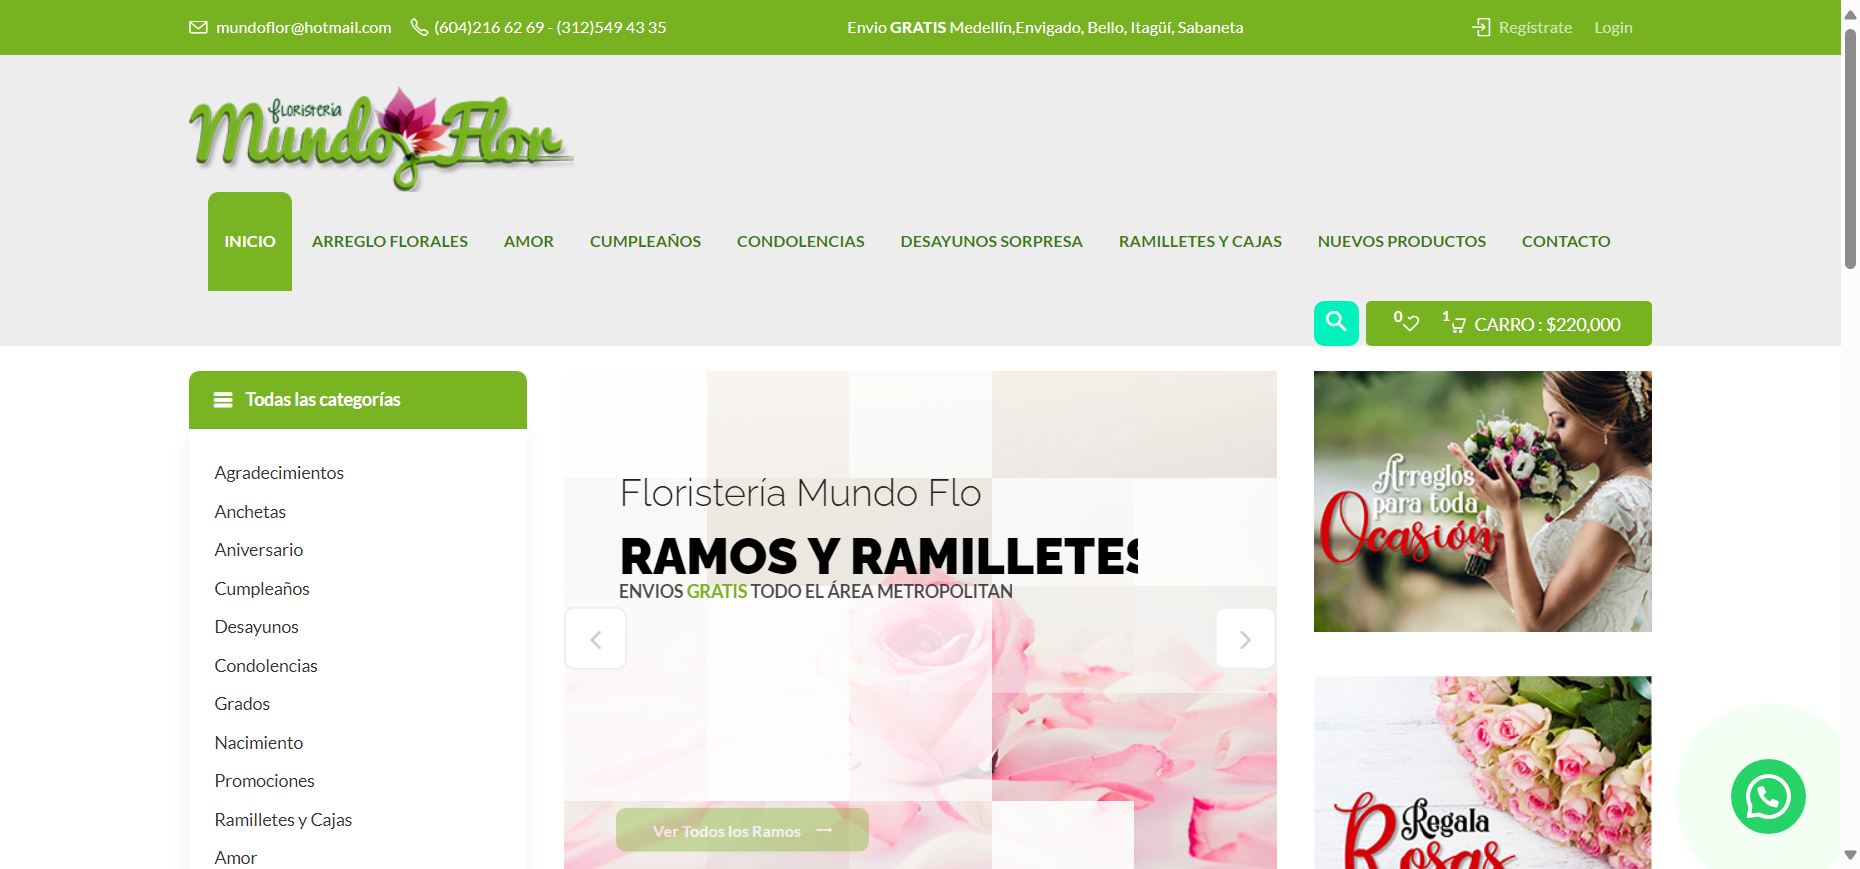 mundoflor@hotmail.com (604)216 62 69 - (312)549 43 35 Envio GRATIS Medellín,Envigado, Bello, Itagüí, Sabaneta Regístrate Login
Floristería
Mundo Flor
INICIO ARREGLO FLORALES AMOR CUMPLEAÑOS CONDOLENCIAS DESAYUNOS SORPRESA RAMILLETES Y CAJAS NUEVOS PRODUCTOS CONTACTO
0 1 CARRO : $220,000
Todas las categorías
Agradecimientos
Anchetas
Aniversario
Cumpleaños
Desayunos
Condolencias
Grados
Nacimiento
Promociones
Ramilletes y Cajas
Amor
Floristería Mundo Flo
RAMOS Y RAMILLETES
ENVIOS GRATIS TODO EL ÁREA METROPOLITAN
Ver Todos los Ramos
Arreglos
para toda
Ocasión
Regala
Rosas